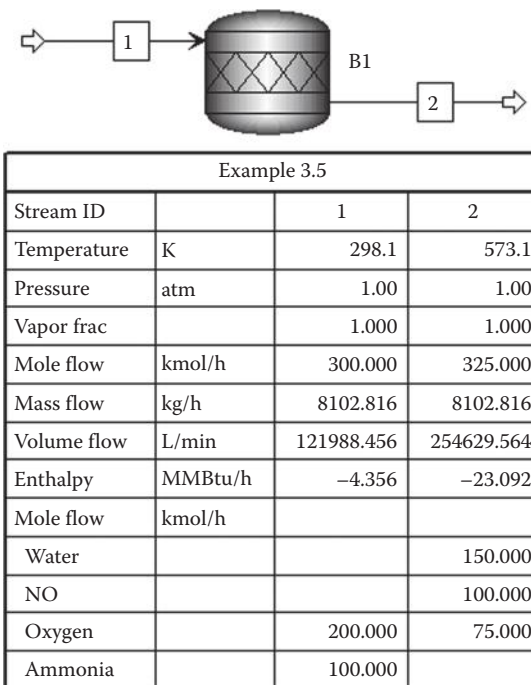 1
B1
2
Example 3.5
Stream ID 1 2
Temperature K 298.1 573.1
Pressure atm 1.00 1.00
Vapor frac 1.000 1.000
Mole flow kmol/h 300.000 325.000
Mass flow kg/h 8102.816 8102.816
Volume flow L/min 121988.456 254629.564
Enthalpy MMBtu/h –4.356 –23.092
Mole flow kmol/h
Water 150.000
NO 100.000
Oxygen 200.000 75.000
Ammonia 100.000